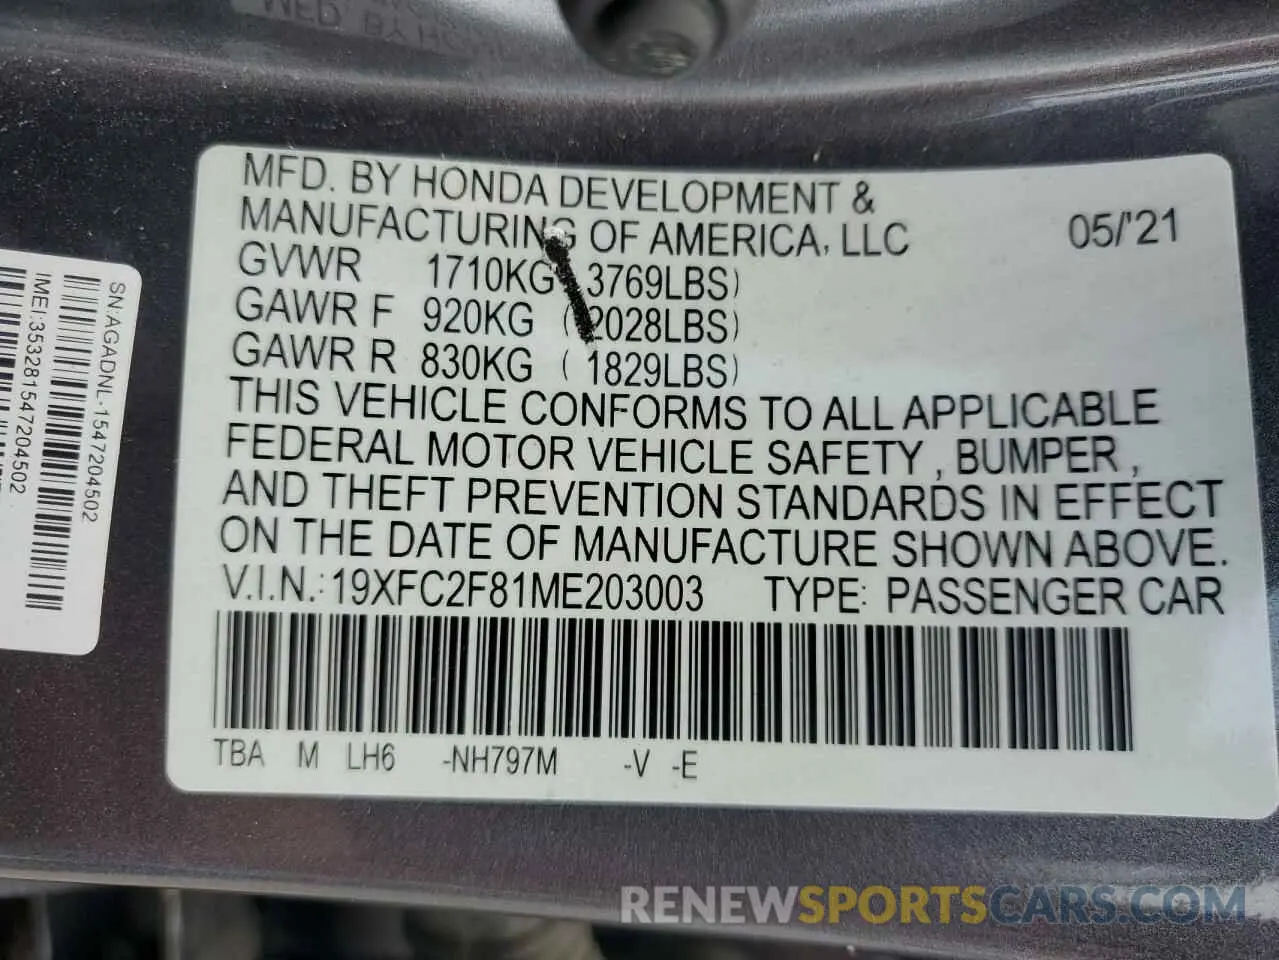 MFD. BY HONDA DEVELOPMENT &
MANUFACTURING OF AMERICA, LLC 05/'21
GVWR 1710KG 3769LBS)
GAWR F 920KG (2028LBS)
GAWR R 830KG (1829LBS)
THIS VEHICLE CONFORMS TO ALL APPLICABLE
FEDERAL MOTOR VEHICLE SAFETY, BUMPER,
AND THEFT PREVENTION STANDARDS IN EFFECT
ON THE DATE OF MANUFACTURE SHOWN ABOVE.
V.I.N.: 19XFC2F81ME203003 TYPE: PASSENGER CAR
TBA M LH6 -NH797M -V -E
SN:AGADNL-1547204502
IMEI:353281547204502
RENEWSPORTSCARS.COM-2021